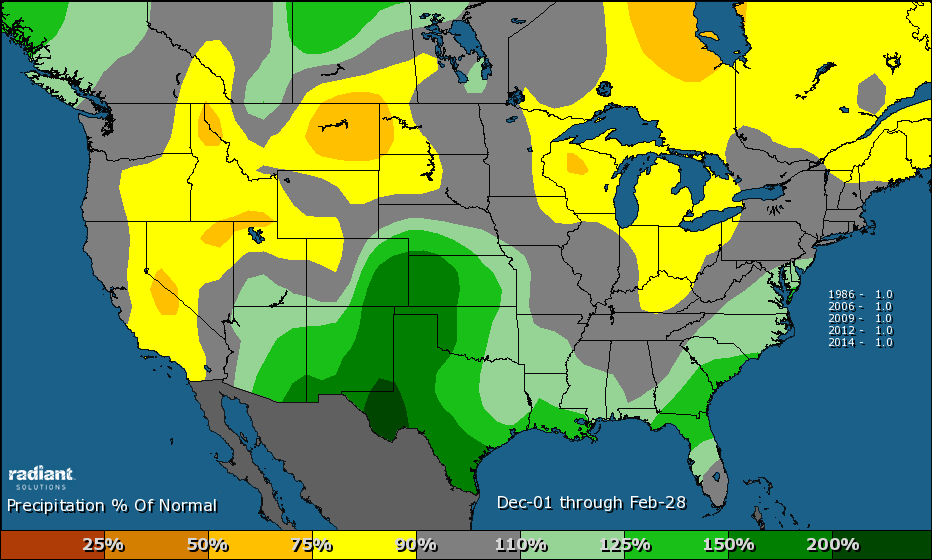 1986 - 1.0
2006 - 1.0
2009 - 1.0
2012 - 1.0
2014 - 1.0
radiant
SOLUTIONS
Precipitation % Of Normal
Dec-01 through Feb-28
25% 50% 75% 90% 110% 125% 150% 200%